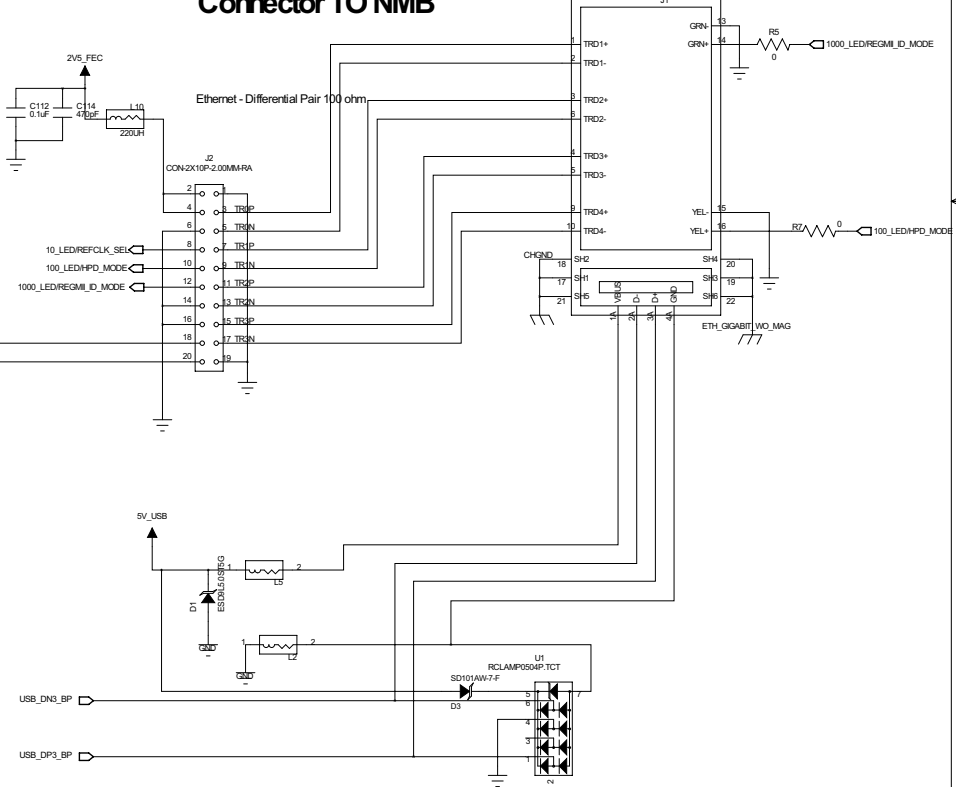 Connector TO NMB
J1
2V5_FEC
C112
0.1uF
C114
470pF
L10
220UH
Ethernet - Differential Pair 100 ohm
J2
CON-2X10P-2.00MM-RA
2 1
4 3 TR0P
6 5 TR0N
8 7 TR1P
10 9 TR1N
12 11 TR2P
14 13 TR2N
16 15 TR3P
18 17 TR3N
20 19
10_LED/REFCLK_SEL
100_LED/HPD_MODE
1000_LED/REGMII_ID_MODE
1 TRD1+
2 TRD1-
3 TRD2+
6 TRD2-
4 TRD3+
5 TRD3-
9 TRD4+
10 TRD4-
GRN- 13
GRN+ 14
R5
0
1000_LED/REGMII_ID_MODE
YEL- 15
YEL+ 16
R7 0
100_LED/HPD_MODE
CHGND
18 SH2
17 SH1
21 SH5
SH4 20
SH3 19
SH6 22
VBUS
D-
D+
GND
1A
2A
3A
4A
ETH_GIGABIT_WO_MAG
5V_USB
D1
ESD9L5.0ST5G
GND
1 2
L5
1 2
L2
GND
SD101AW-7-F
D3
U1
RCLAMP0504P.TCT
5
6
4
3
1
7
2
USB_DN3_BP
USB_DP3_BP